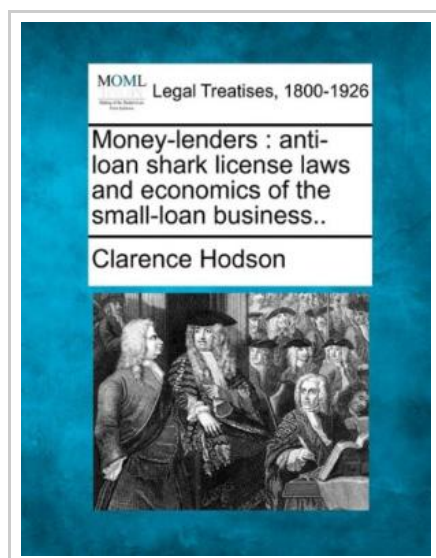 MOML
Legal Treatises, 1800-1926
Money-lenders : anti-
loan shark license laws
and economics of the
small-loan business..
Clarence Hodson